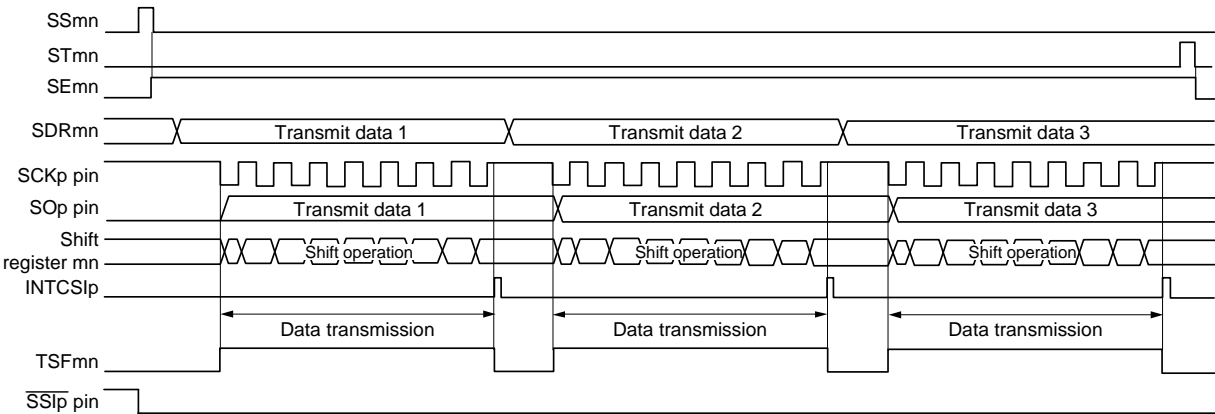 SSmn
STmn
SEmn
SDRmn Transmit data 1 Transmit data 2 Transmit data 3
SCKp pin
SOp pin Transmit data 1 Transmit data 2 Transmit data 3
Shift
register mn Shift operation Shift operation Shift operation
INTCSIp
Data transmission Data transmission Data transmission
TSFmn
SSIp pin